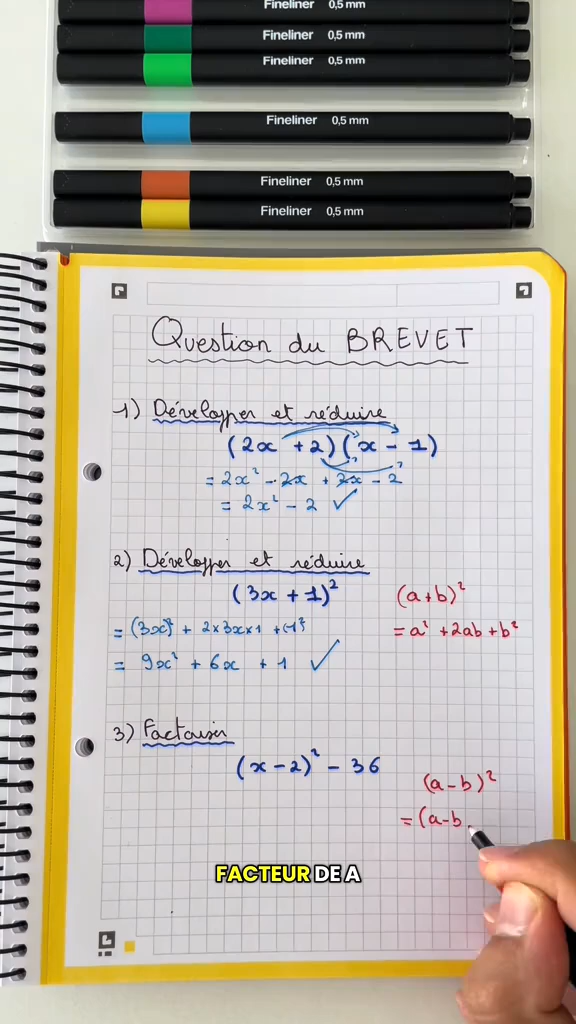 Fineliner 0,5 mm
Fineliner 0,5 mm
Fineliner 0,5 mm
Fineliner 0,5 mm
Fineliner 0,5 mm
Fineliner 0,5 mm
Question du BREVET
1) Développer et réduire
(2x + 2)(x - 1)
= 2x² - 2x + 2x - 2
= 2x² - 2 ✓
2) Développer et réduire
(3x + 1)²
(a+b)²
= (3x)² + 2×3x×1 + (1)²
= a² + 2ab + b²
= 9x² + 6x + 1 ✓
3) Factoriser
(x - 2)² - 36
(a - b)²
= (a - b
FACTEUR DE A